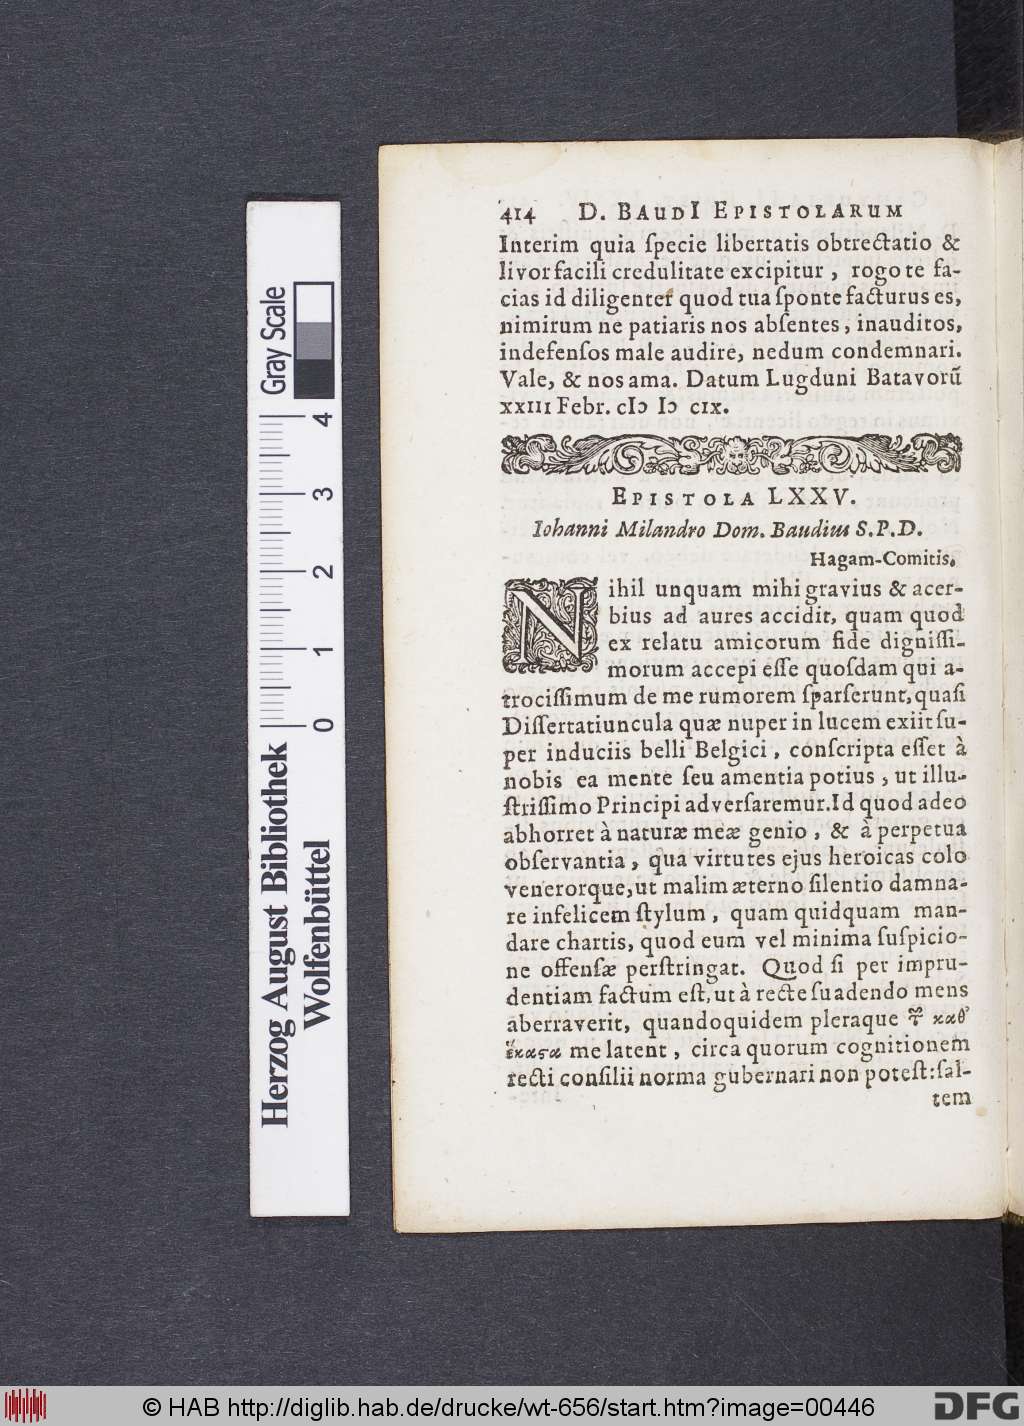 414 D. BAUDI EPISTOLARUM
Interim quia ſpecie libertatis obtrectatio &
livor facili credulitate excipitur, rogo te fa-
cias id diligenter quod tua ſponte facturus es,
nimirum ne patiaris nos abſentes, inauditos,
indefenſos male audire, nedum condemnari.
Vale, & nos ama. Datum Lugduni Batavorũ
XXIII Febr. cIↄ Iↄ cIX.
EPISTOLA LXXV.
Iohanni Milandro Dom. Baudius S.P.D.
Hagam-Comitis.
Nihil unquam mihi gravius & acer-
bius ad aures accidit, quam quod
ex relatu amicorum fide digniſſi-
morum accepi eſſe quoſdam qui a-
trociſſimum de me rumorem ſparſerunt, quaſi
Diſſertatiuncula quæ nuper in lucem exiit ſu-
per induciis belli Belgici, conſcripta eſſet à
nobis ea mente ſeu amentia potius, ut illu-
ſtriſſimo Principi adverſaremur. Id quod adeo
abhorret à naturæ meæ genio, & à perpetua
obſervantia, qua virtutes ejus heroicas colo
venerorque, ut malim æterno ſilentio damna-
re infelicem ſtylum, quam quidquam man-
dare chartis, quod eum vel minima ſuſpicio-
ne offenſæ perſtringat. Quod ſi per impru-
dentiam factum eſt, ut à recte ſuadendo mens
aberraverit, quandoquidem pleraque τῶν καθ᾽
ἕκαϛα me latent, circa quorum cognitionem
recti conſilii norma gubernari non poteſt: ſal-
tem
Gray Scale
4
3
2
1
0
Herzog August Bibliothek
Wolfenbüttel
© HAB http://diglib.hab.de/drucke/wt-656/start.htm?image=00446
DFG